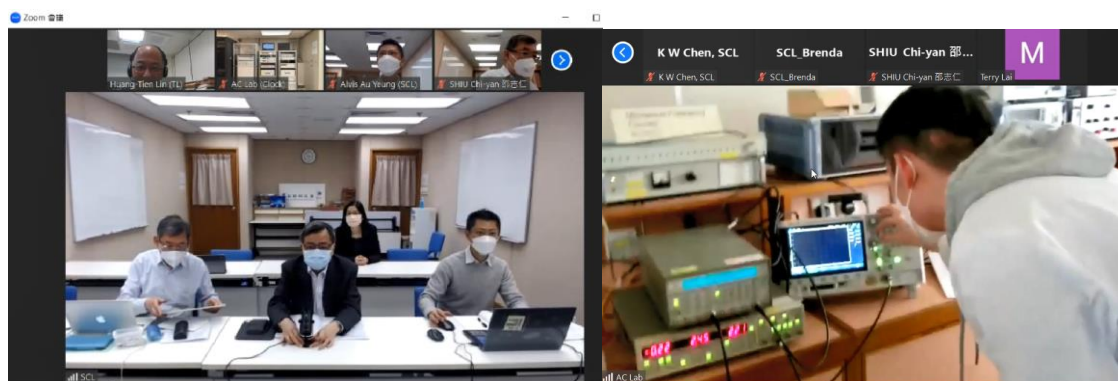 Zoom 會議
Huang-Tien Lin (TL)
AC Lab (Clock)
Alvis Au Yeung (SCL)
SHIU Chi-yan 邵志仁
SCL
K W Chen, SCL
SCL_Brenda
SHIU Chi-yan 邵...
M
K W Chen, SCL
SCL_Brenda
SHIU Chi-yan 邵志仁
Terry Lai
AC Lab